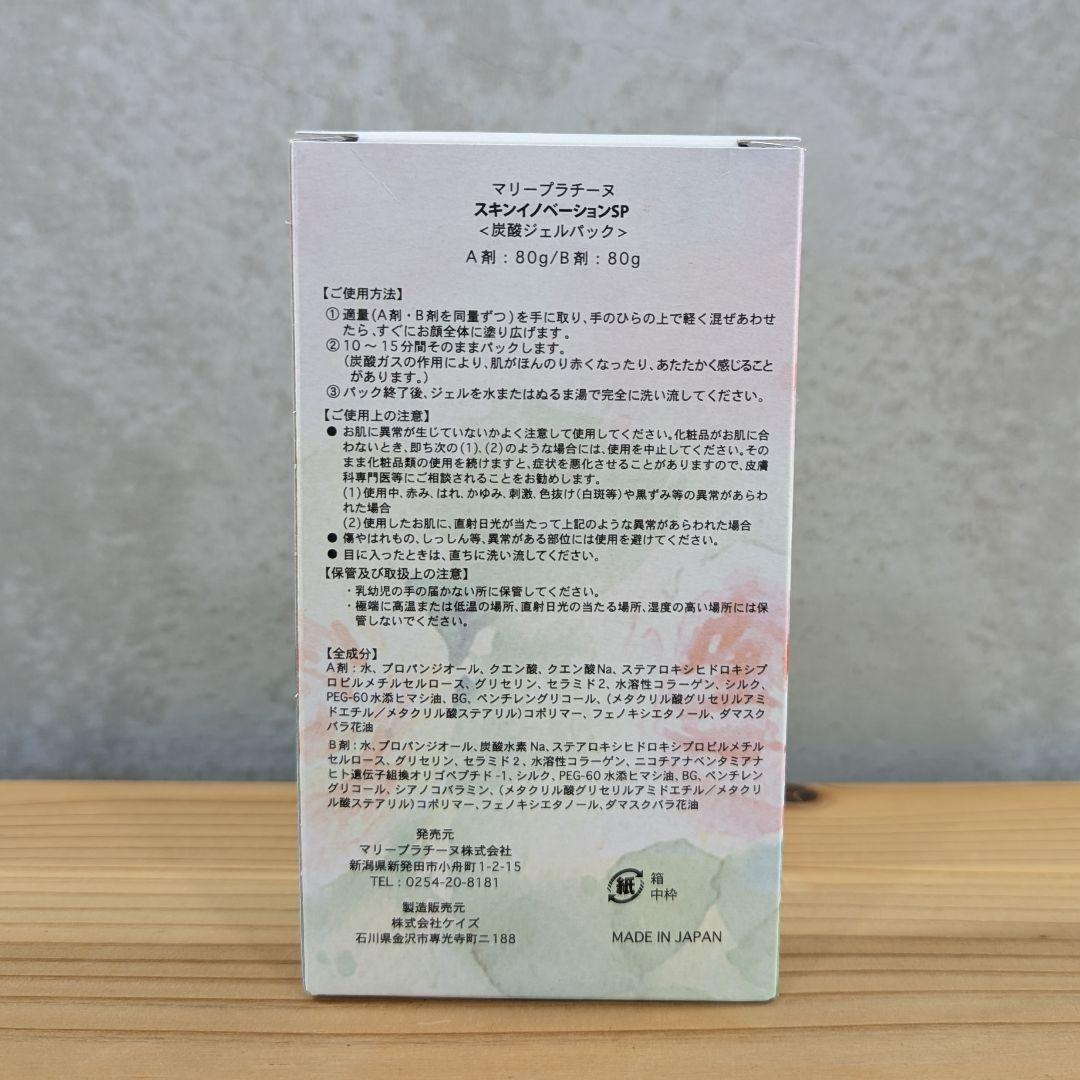 マリープラチーヌ
スキンイノベーションSP
<炭酸ジェルパック>
A剤:80g/B剤:80g
【ご使用方法】
①適量(A剤・B剤を同量ずつ)を手に取り、手のひらの上で軽く混ぜあわせ
たら、すぐにお顔全体に塗り広げます。
②10～15分間そのままパックします。
(炭酸ガスの作用により、肌がほんのり赤くなったり、あたたかく感じること
があります。)
③パック終了後、ジェルを水またはぬるま湯で完全に洗い流してください。
【ご使用上の注意】
●お肌に異常が生じていないかよく注意して使用してください。化粧品がお肌に合
わないとき、即ち次の(1)、(2)のような場合には、使用を中止してください。その
まま化粧品類の使用を続けますと、症状を悪化させることがありますので、皮膚
科専門医等にご相談されることをお勧めします。
(1)使用中、赤み、はれ、かゆみ、刺激、色抜け(白斑等)や黒ずみ等の異常があらわ
れた場合
(2)使用したお肌に、直射日光が当たって上記のような異常があらわれた場合
●傷やはれもの、しっしん等、異常がある部位には使用を避けてください。
●目に入ったときは、直ちに洗い流してください。
【保管及び取扱上の注意】
・乳幼児の手の届かない所に保管してください。
・極端に高温または低温の場所、直射日光の当たる場所、湿度の高い場所には保
管しないでください。
【全成分】
A剤:水、プロパンジオール、クエン酸、クエン酸Na、ステアロキシヒドロキシプ
ロピルメチルセルロース、グリセリン、セラミド2、水溶性コラーゲン、シルク、
PEG-60水添ヒマシ油、BG、ペンチレングリコール、(メタクリル酸グリセリルアミ
ドエチル/メタクリル酸ステアリル)コポリマー、フェノキシエタノール、ダマスク
バラ花油
B剤:水、プロパンジオール、炭酸水素Na、ステアロキシヒドロキシプロピルメチル
セルロース、グリセリン、セラミド2、水溶性コラーゲン、ニコチアナベンタミアナ
ヒト遺伝子組換オリゴペプチド-1、シルク、PEG-60水添ヒマシ油、BG、ペンチレン
グリコール、シアノコバラミン、(メタクリル酸グリセリルアミドエチル/メタクリ
ル酸ステアリル)コポリマー、フェノキシエタノール、ダマスクバラ花油
発売元
マリープラチーヌ株式会社
新潟県新発田市小舟町1-2-15
TEL:0254-20-8181
製造販売元
株式会社ケイズ
石川県金沢市専光寺町ニ188
紙
箱
中枠
MADE IN JAPAN